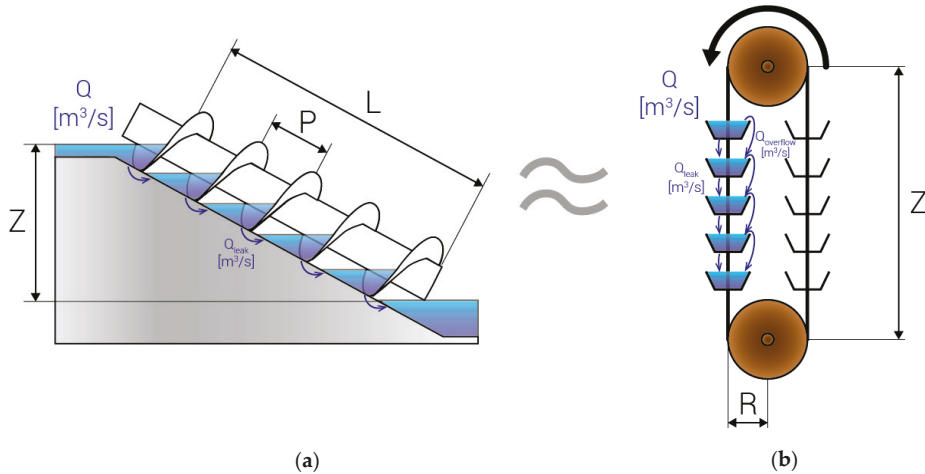 Q
[m³/s]
L
P
Z
Q_leak
[m³/s]
(a)
Q
[m³/s]
Q_overflow
[m³/s]
Q_leak
[m³/s]
Z
R
(b)